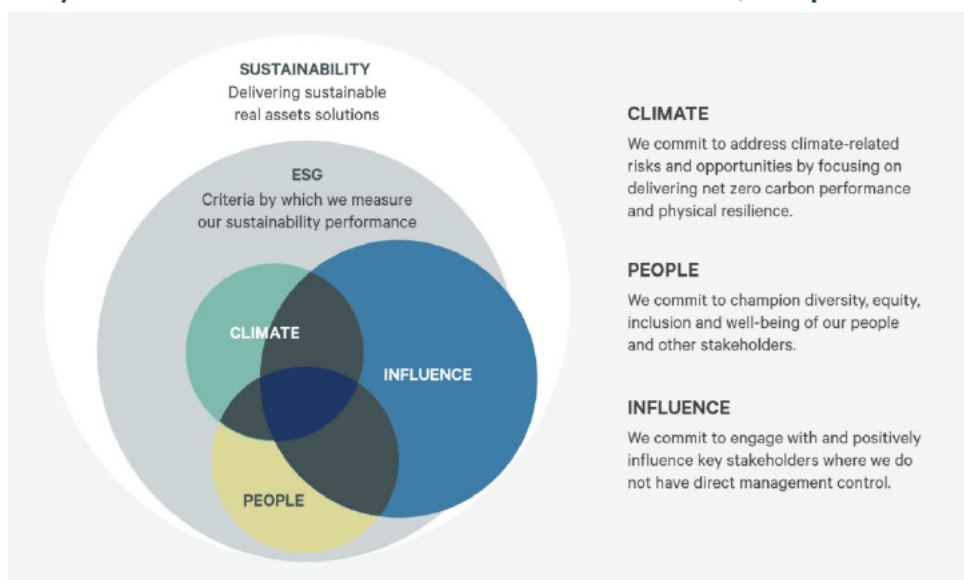 SUSTAINABILITY
Delivering sustainable
real assets solutions
ESG
Criteria by which we measure
our sustainability performance
CLIMATE
INFLUENCE
PEOPLE
CLIMATE
We commit to address climate-related
risks and opportunities by focusing on
delivering net zero carbon performance
and physical resilience.
PEOPLE
We commit to champion diversity, equity,
inclusion and well-being of our people
and other stakeholders.
INFLUENCE
We commit to engage with and positively
influence key stakeholders where we do
not have direct management control.